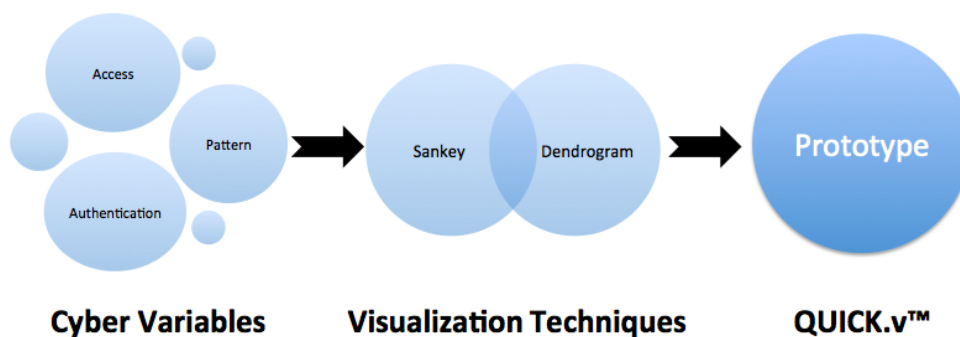 Access
Pattern
Authentication
Sankey
Dendrogram
Prototype
Cyber Variables
Visualization Techniques
QUICK.v™